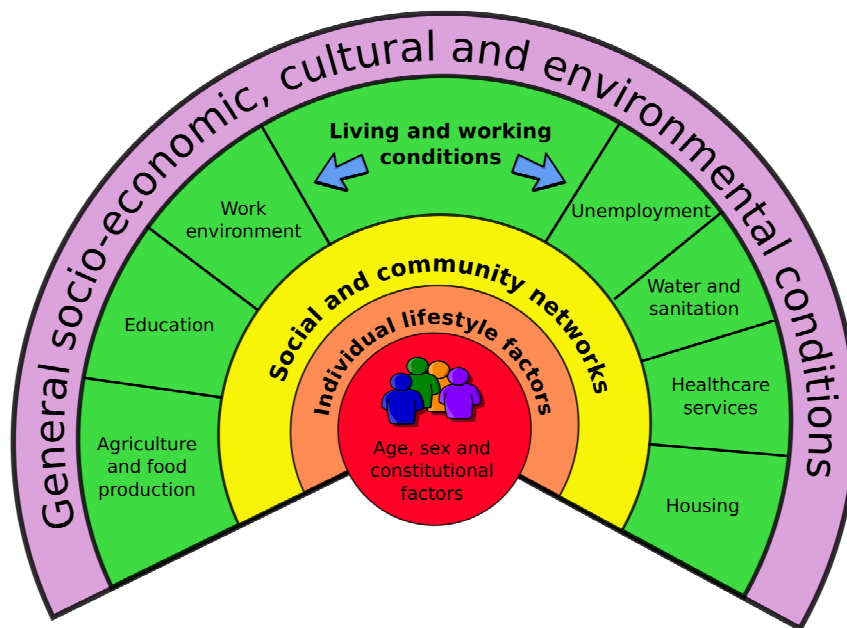 General socio-economic, cultural and environmental conditions
Living and working
conditions
Work
environment
Education
Agriculture
and food
production
Unemployment
Water and
sanitation
Healthcare
services
Housing
Social and community networks
Individual lifestyle factors
Age, sex and
constitutional
factors